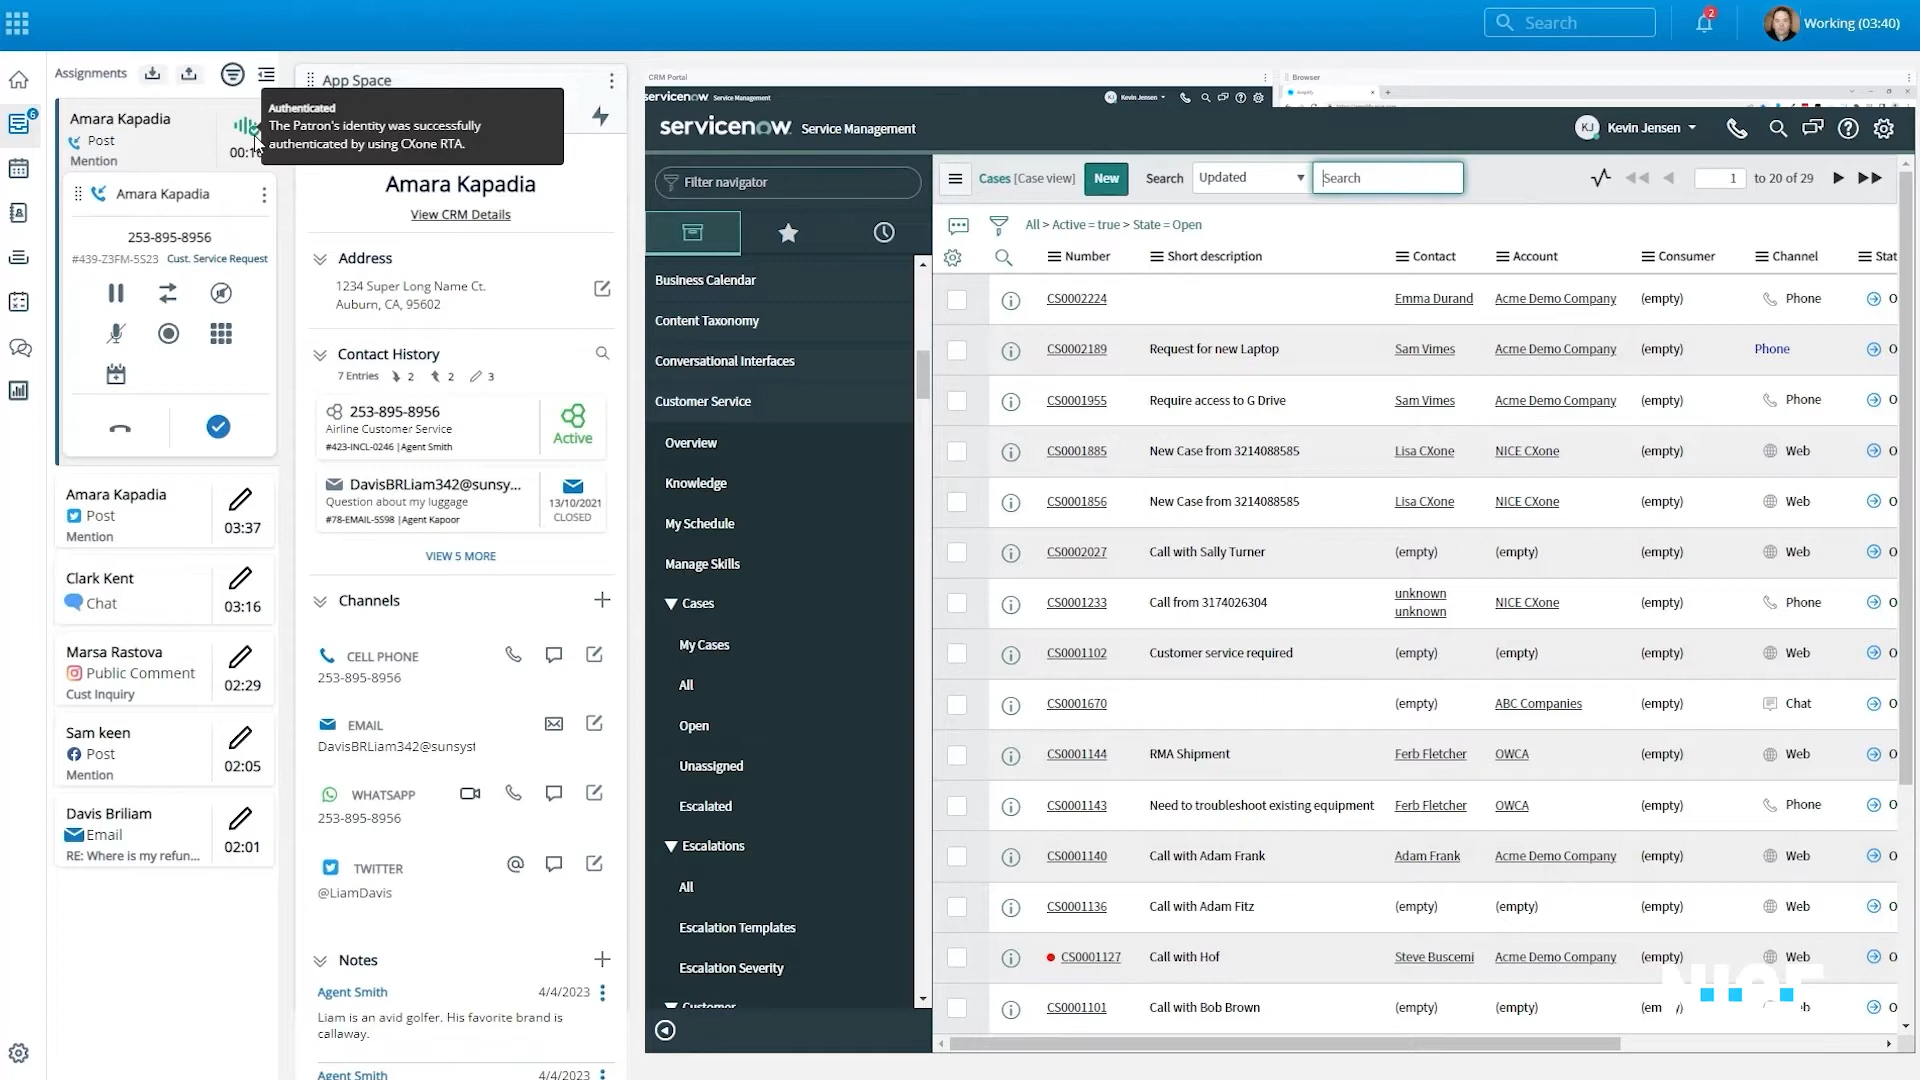 Search
2
Working (03:40)
Assignments
6
Amara Kapadia
Post
Mention
Authenticated
The Patron's identity was successfully
authenticated by using CXone RTA.
Amara Kapadia
253-895-8956
#439-Z3FM-5S23 Cust. Service Request
Amara Kapadia
Post
Mention
03:37
Clark Kent
Chat
03:16
Marsa Rastova
Public Comment
Cust Inquiry
02:29
Sam keen
Post
Mention
02:05
Davis Briliam
Email
RE: Where is my refun...
02:01
App Space
Amara Kapadia
View CRM Details
Address
1234 Super Long Name Ct.
Auburn, CA, 95602
Contact History
7 Entries 2 2 3
253-895-8956
Airline Customer Service
#423-INCL-0246 |Agent Smith
Active
DavisBRLiam342@sunsy...
Question about my luggage
#78-EMAIL-5S98 |Agent Kapoor
13/10/2021
CLOSED
VIEW 5 MORE
Channels
CELL PHONE
253-895-8956
EMAIL
DavisBRLiam342@sunsyst
WHATSAPP
253-895-8956
TWITTER
@LiamDavis
Notes
Agent Smith 4/4/2023
Liam is an avid golfer. His favorite brand is
callaway.
Agent Smith 4/4/2023
CRM Portal
Browser
servicenow Service Management
Kevin Jensen
servicenow. Service Management
KJ Kevin Jensen
Filter navigator
Business Calendar
Content Taxonomy
Conversational Interfaces
Customer Service
Overview
Knowledge
My Schedule
Manage Skills
Cases
My Cases
All
Open
Unassigned
Escalated
Escalations
All
Escalation Templates
Escalation Severity
Customer
Cases [Case view] New Search Updated Search 1 to 20 of 29
All > Active = true > State = Open
Number Short description Contact Account Consumer Channel Stat
CS0002224 Emma Durand Acme Demo Company (empty) Phone O
CS0002189 Request for new Laptop Sam Vimes Acme Demo Company (empty) Phone O
CS0001955 Require access to G Drive Sam Vimes Acme Demo Company (empty) Phone O
CS0001885 New Case from 3214088585 Lisa CXone NICE CXone (empty) Web O
CS0001856 New Case from 3214088585 Lisa CXone NICE CXone (empty) Web O
CS0002027 Call with Sally Turner (empty) (empty) (empty) Web O
CS0001233 Call from 3174026304 unknown unknown NICE CXone (empty) Phone O
CS0001102 Customer service required (empty) (empty) (empty) Web O
CS0001670 (empty) ABC Companies (empty) Chat O
CS0001144 RMA Shipment Ferb Fletcher OWCA (empty) Web O
CS0001143 Need to troubleshoot existing equipment Ferb Fletcher OWCA (empty) Phone O
CS0001140 Call with Adam Frank Adam Frank Acme Demo Company (empty) Web O
CS0001136 Call with Adam Fitz (empty) (empty) (empty) Web O
CS0001127 Call with Hof Steve Buscemi Acme Demo Company (empty) Web O
CS0001101 Call with Bob Brown (empty) (empty) O